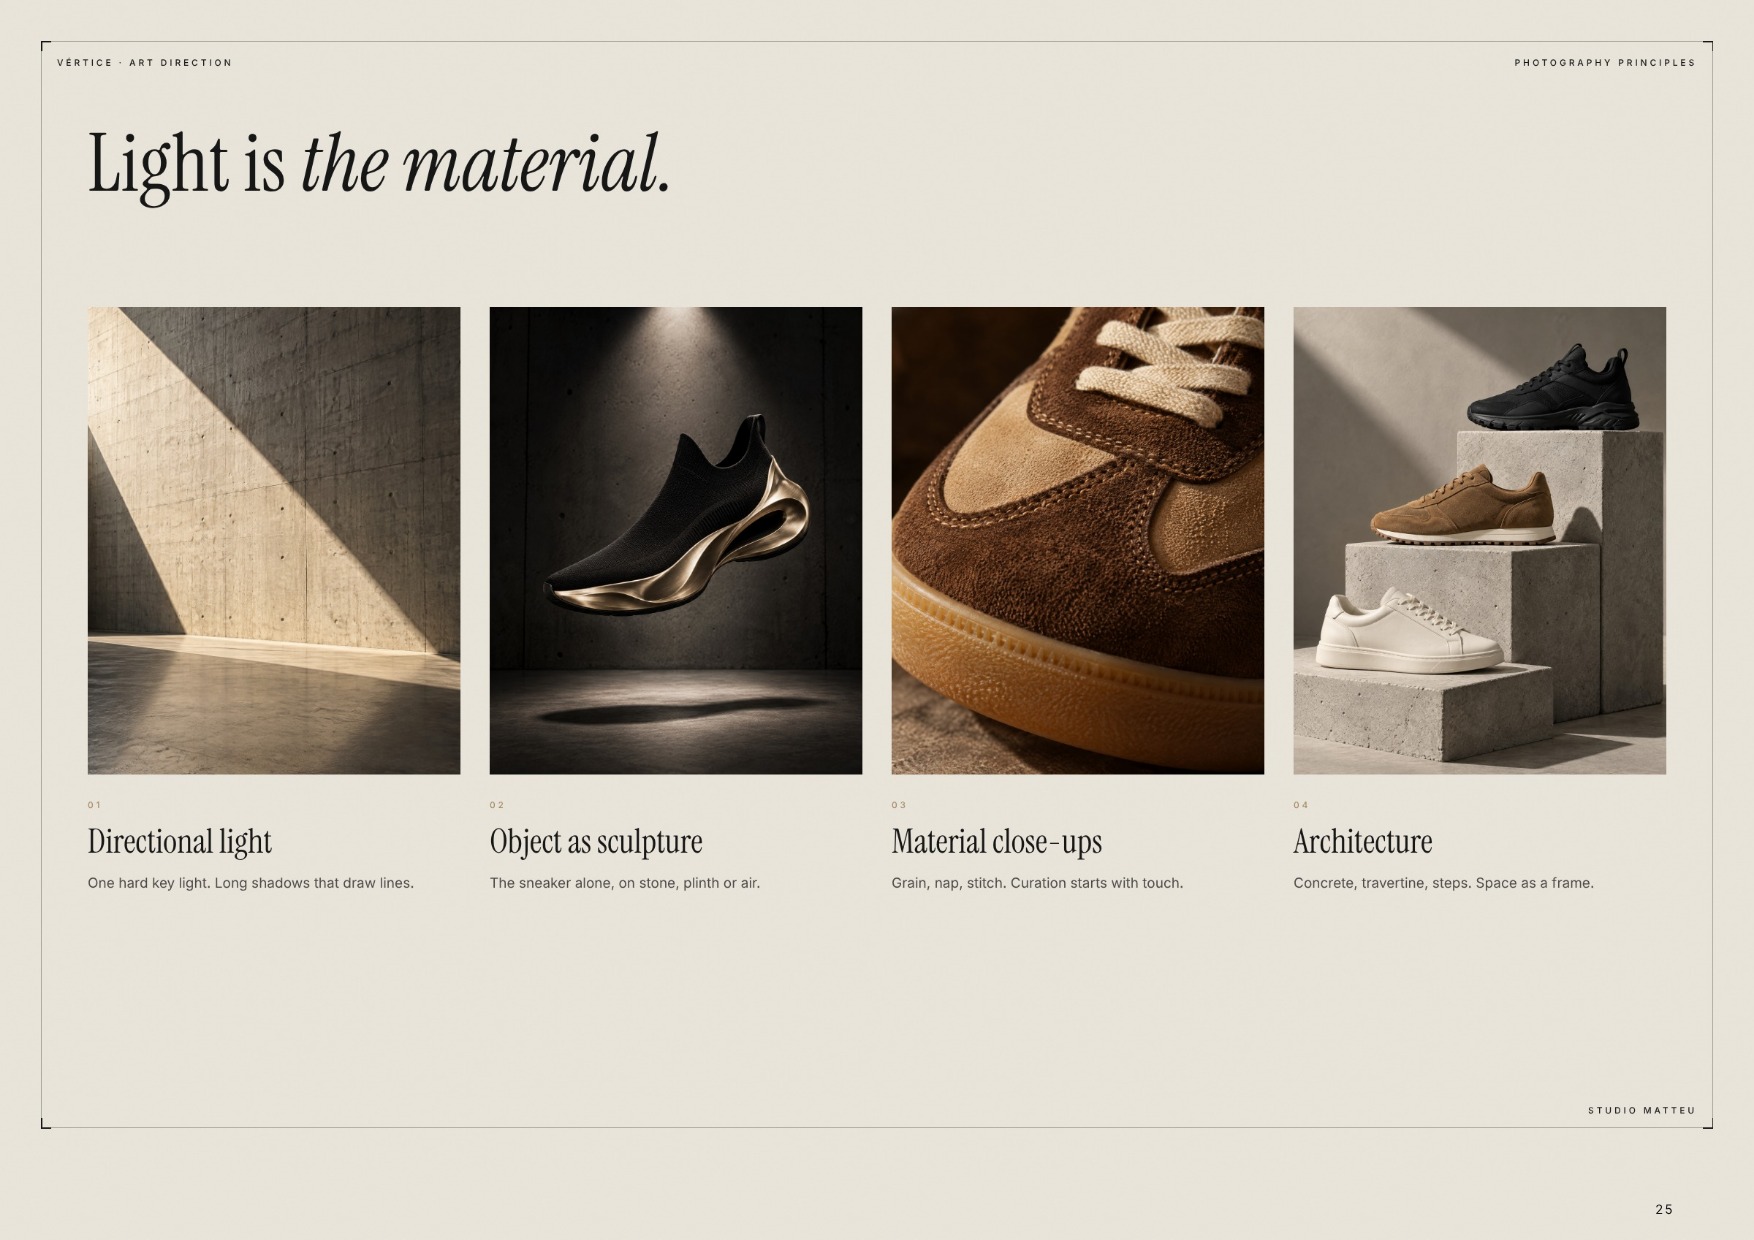 VÉRTICE · ART DIRECTION
PHOTOGRAPHY PRINCIPLES
Light is the material.
01
Directional light
One hard key light. Long shadows that draw lines.
02
Object as sculpture
The sneaker alone, on stone, plinth or air.
03
Material close-ups
Grain, nap, stitch. Curation starts with touch.
04
Architecture
Concrete, travertine, steps. Space as a frame.
STUDIO MATTEU
25